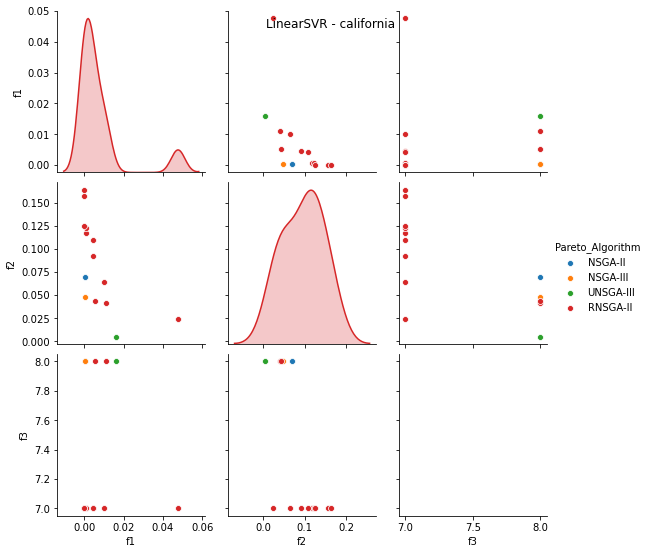 LinearSVR - california
0.05
0.04
0.03
0.02
0.01
0.00
f1
0.150
0.125
0.100
0.075
0.050
0.025
0.000
f2
Pareto_Algorithm
NSGA-II
NSGA-III
UNSGA-III
RNSGA-II
8.0
7.8
7.6
7.4
7.2
7.0
f3
0.00 0.02 0.04 0.06
f1
0.0 0.1 0.2
f2
7.0 7.5 8.0
f3